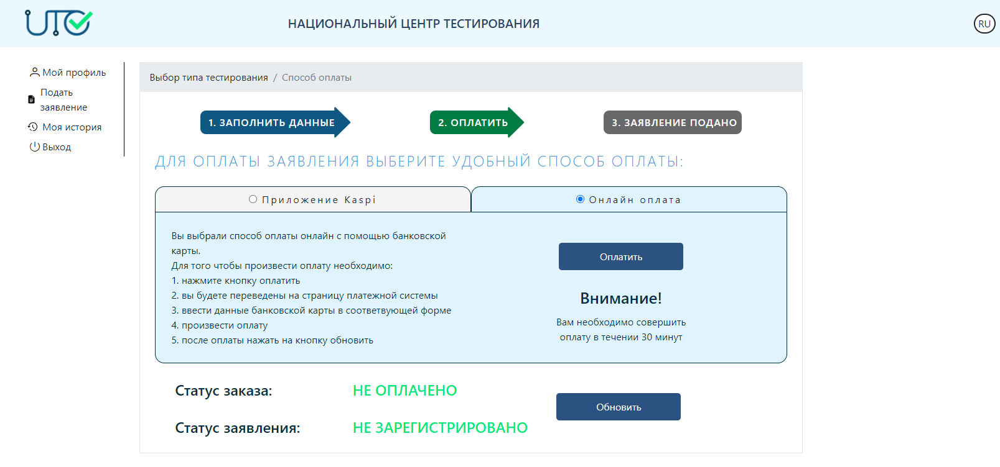 UTO
НАЦИОНАЛЬНЫЙ ЦЕНТР ТЕСТИРОВАНИЯ
RU
Мой профиль
Подать
заявление
Моя история
Выход
Выбор типа тестирования / Способ оплаты
1. ЗАПОЛНИТЬ ДАННЫЕ
2. ОПЛАТИТЬ
3. ЗАЯВЛЕНИЕ ПОДАНО
ДЛЯ ОПЛАТЫ ЗАЯВЛЕНИЯ ВЫБЕРИТЕ УДОБНЫЙ СПОСОБ ОПЛАТЫ:
Приложение Kaspi
Онлайн оплата
Вы выбрали способ оплаты онлайн с помощью банковской
карты.
Для того чтобы произвести оплату необходимо:
1. нажмите кнопку оплатить
2. вы будете переведены на страницу платежной системы
3. ввести данные банковской карты в соответвующей форме
4. произвести оплату
5. после оплаты нажать на кнопку обновить
Оплатить
Внимание!
Вам необходимо совершить
оплату в течении 30 минут
Статус заказа: НЕ ОПЛАЧЕНО
Статус заявления: НЕ ЗАРЕГИСТРИРОВАНО
Обновить